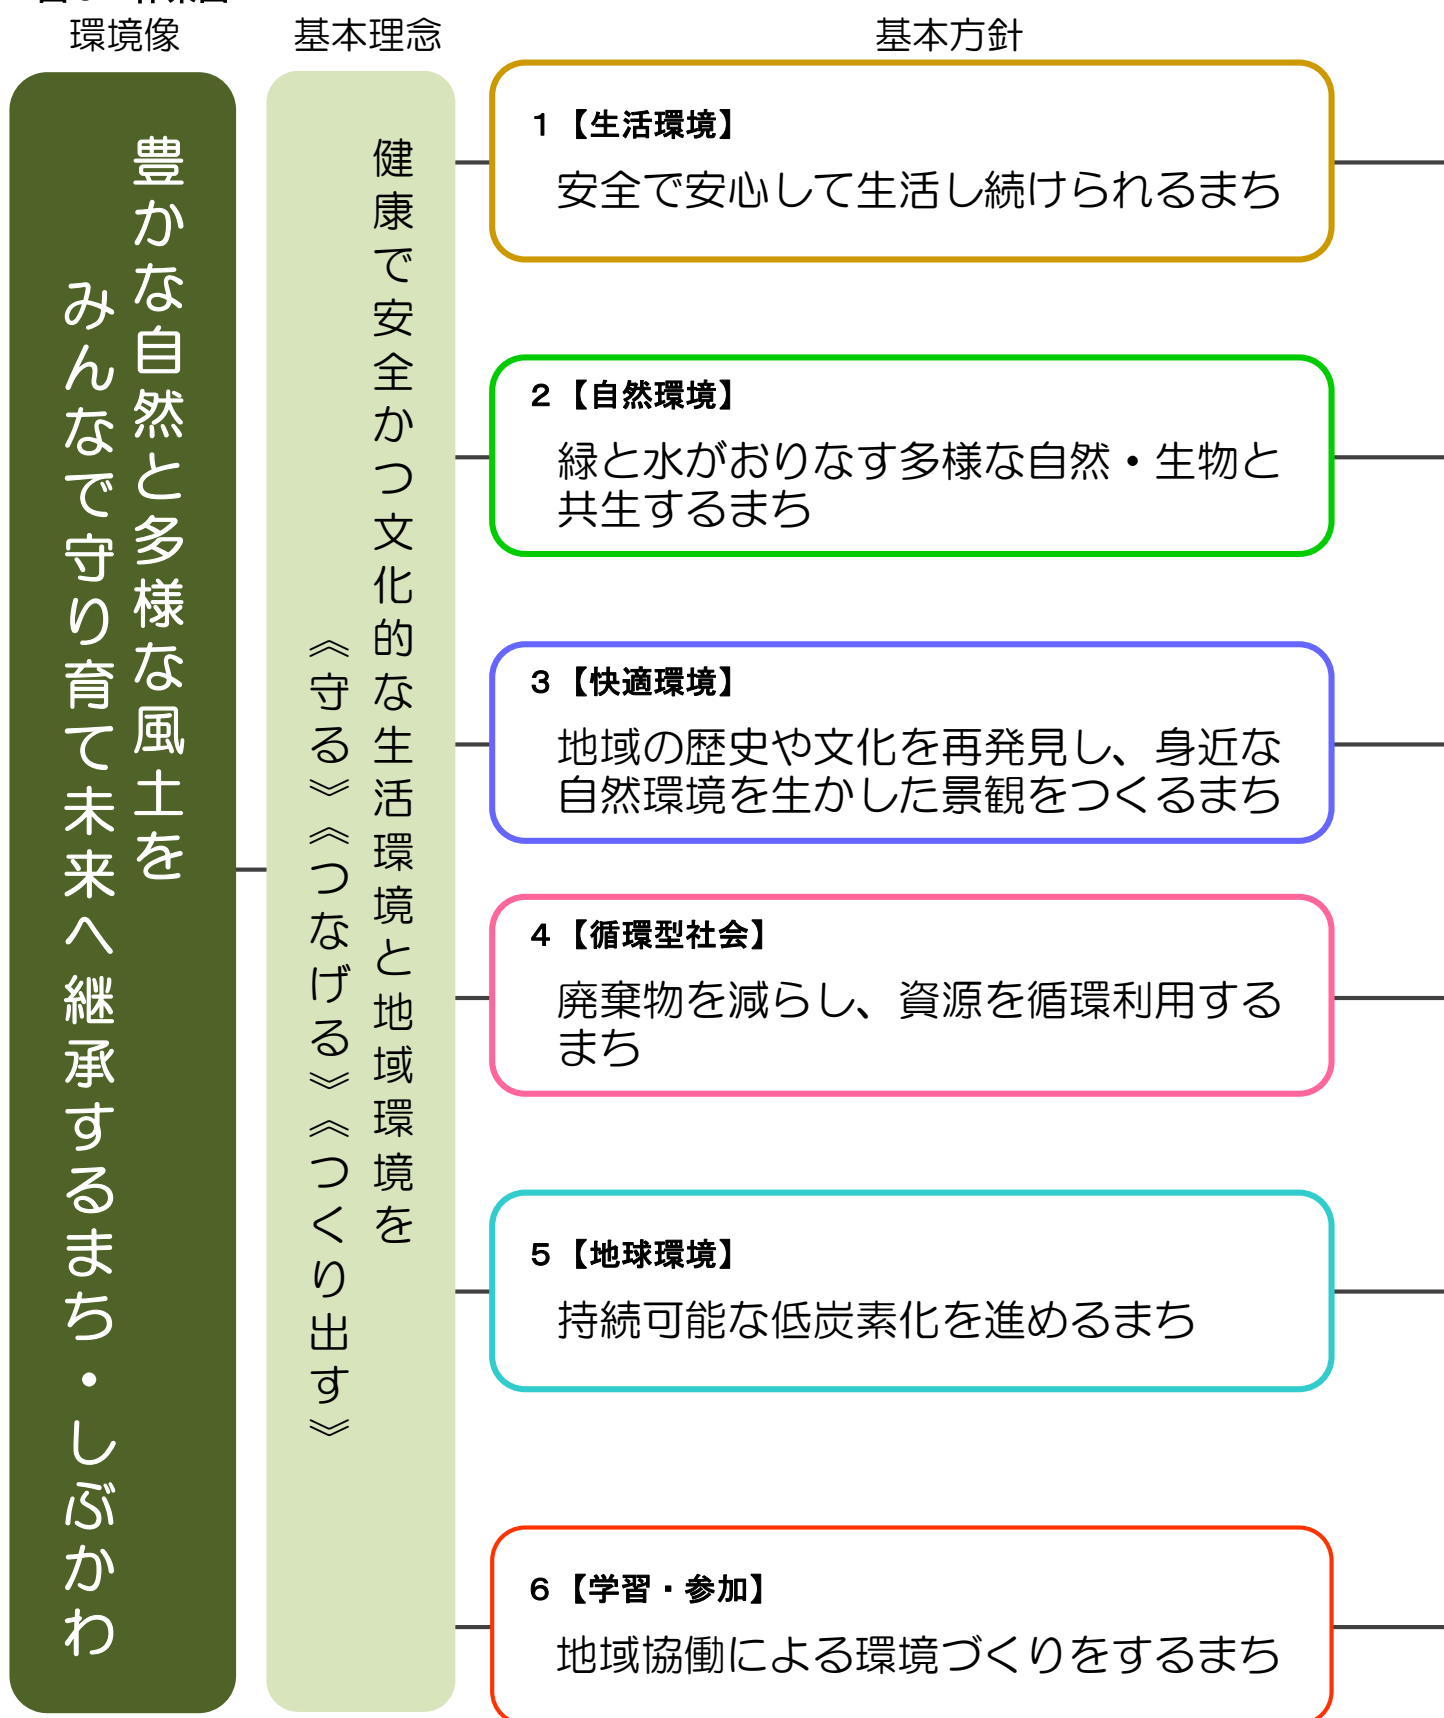 環境像
基本理念
基本方針
豊かな自然と多様な風土を
みんなで守り育て未来へ継承するまち・しぶかわ
健康で安全かつ文化的な生活環境と地域環境を
《守る》《つなげる》《つくり出す》
1【生活環境】
安全で安心して生活し続けられるまち
2【自然環境】
緑と水がおりなす多様な自然・生物と
共生するまち
3【快適環境】
地域の歴史や文化を再発見し、身近な
自然環境を生かした景観をつくるまち
4【循環型社会】
廃棄物を減らし、資源を循環利用する
まち
5【地球環境】
持続可能な低炭素化を進めるまち
6【学習・参加】
地域協働による環境づくりをするまち